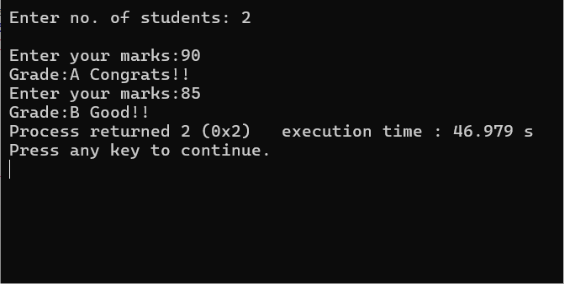 Enter no. of students: 2
Enter your marks:90
Grade:A Congrats!!
Enter your marks:85
Grade:B Good!!
Process returned 2 (0x2)   execution time : 46.979 s
Press any key to continue.